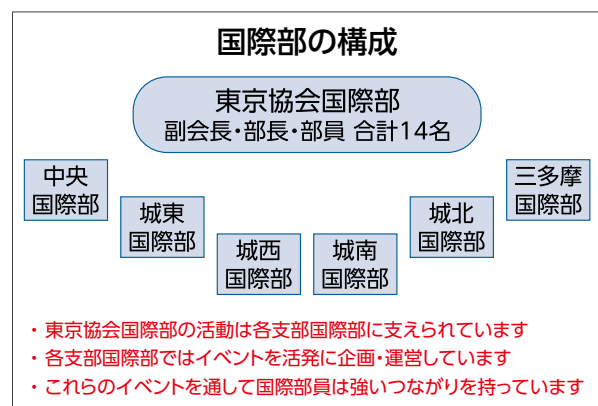 国際部の構成
東京協会国際部
副会長・部長・部員 合計14名
中央
国際部
城東
国際部
城西
国際部
城南
国際部
城北
国際部
三多摩
国際部
・東京協会国際部の活動は各支部国際部に支えられています
・各支部国際部ではイベントを活発に企画・運営しています
・これらのイベントを通して国際部員は強いつながりを持っています